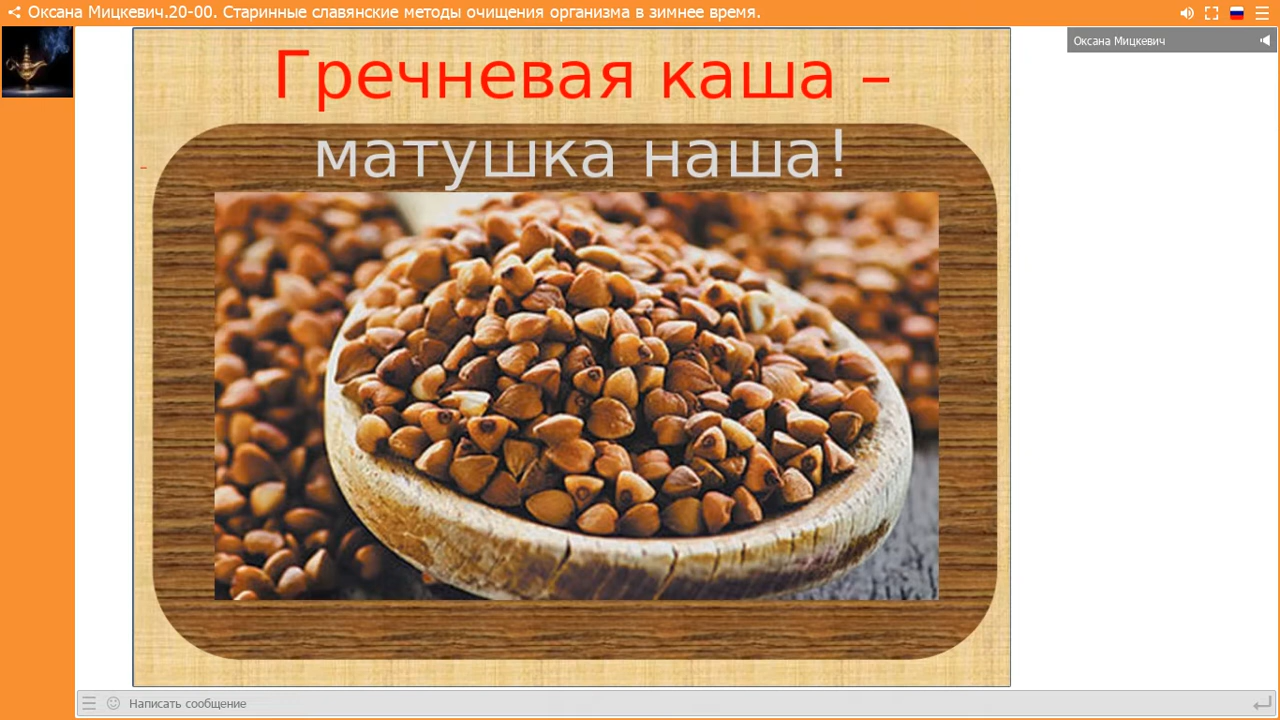 Оксана Мицкевич.20-00. Старинные славянские методы очищения организма в зимнее время.
Оксана Мицкевич
Гречневая каша –
матушка наша!
–
Написать сообщение